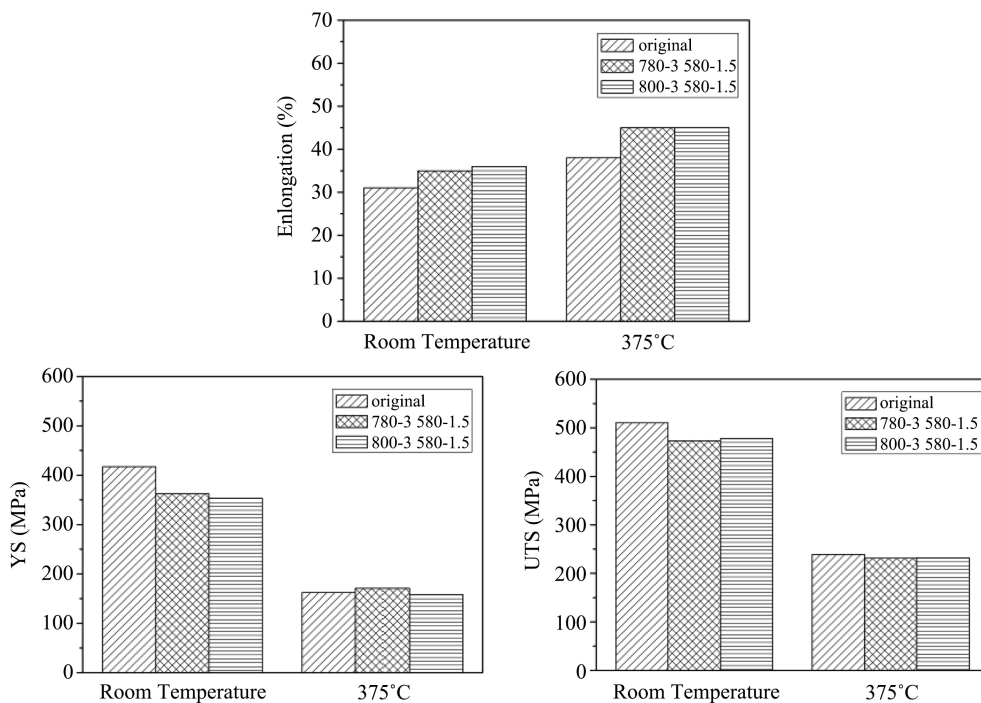 70
60
50
40
30
20
10
0
Enlongation (%)
original
780-3 580-1.5
800-3 580-1.5
Room Temperature
375˚C
600
500
400
300
200
100
0
YS (MPa)
original
780-3 580-1.5
800-3 580-1.5
Room Temperature
375˚C
600
500
400
300
200
100
0
UTS (MPa)
original
780-3 580-1.5
800-3 580-1.5
Room Temperature
375˚C